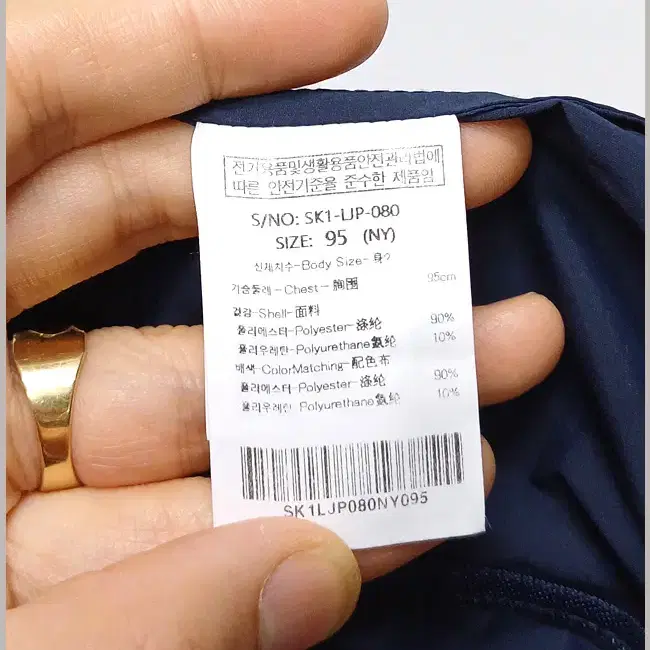 전기용품및생활용품안전관리법에
따른 안전기준을 준수한 제품임
S/NO: SK1-LJP-080
SIZE: 95 (NY)
신체치수-Body Size-身
가슴둘레-Chest-胸围 95cm
겉감-Shell-面料
폴리에스터-Polyester-涤纶 90%
폴리우레탄-Polyurethane氨纶 10%
배색-ColorMatching-配色布
폴리에스터-Polyester-涤纶 90%
폴리우레탄 Polyurethane氨纶 10%
SK1LJP080NY095